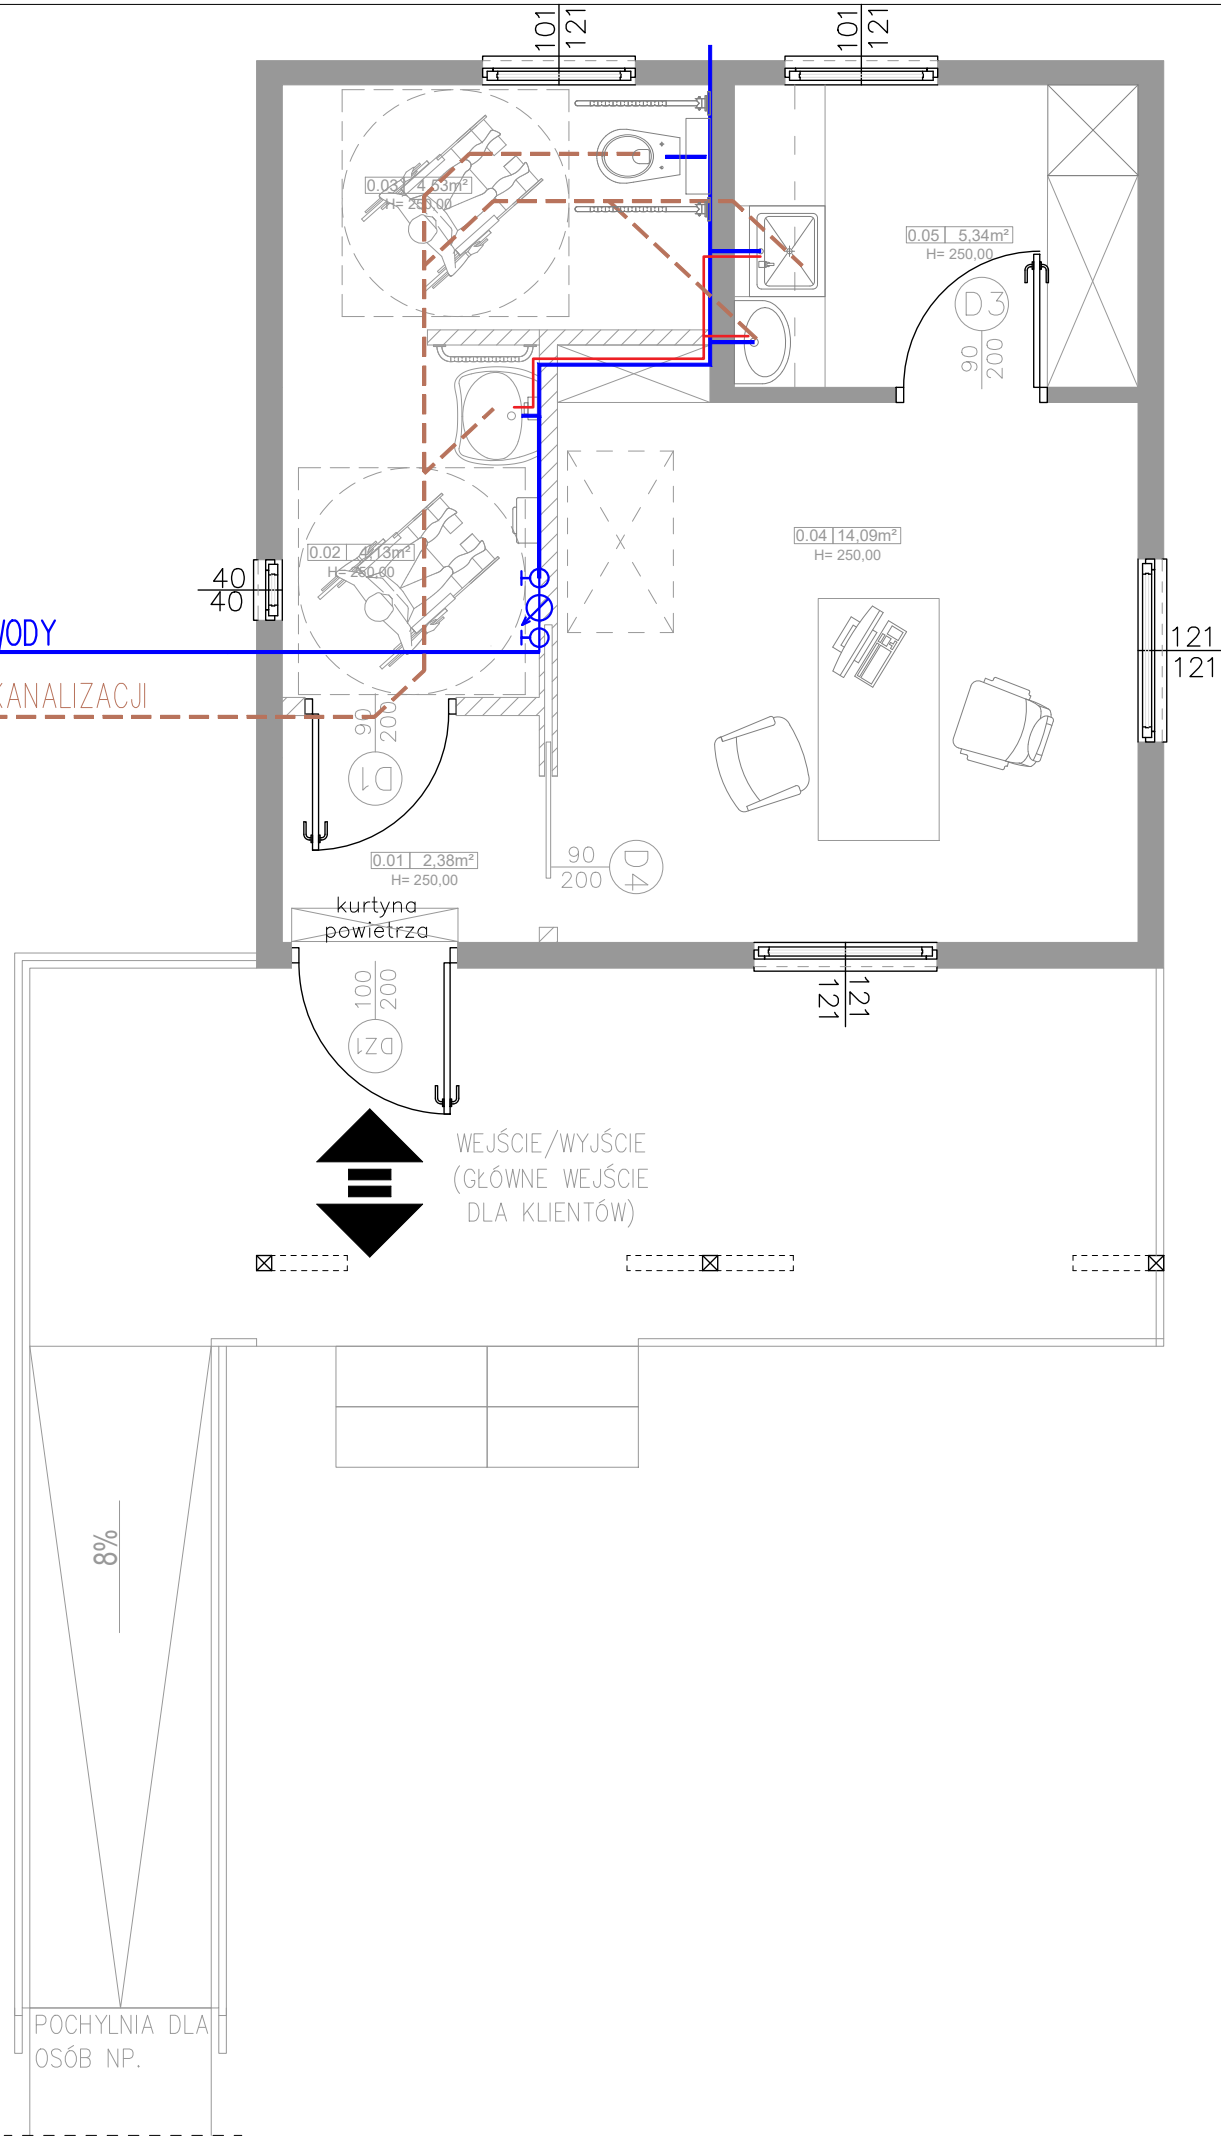 101
121
101
121
0.03 4,53m²
H= 250,00
0.05 5,34m²
H= 250,00
D3
90
200
0.04 14,09m²
H= 250,00
0.02 4,13m²
H= 250,00
40
40
WODY
121
121
KANALIZACJI
90
200
D1
0.01 2,38m²
H= 250,00
90
200
D4
kurtyna
powietrza
100
200
DZ1
121
121
WEJŚCIE/WYJŚCIE
(GŁÓWNE WEJŚCIE
DLA KLIENTÓW)
8%
POCHYLNIA DLA
OSÓB NP.